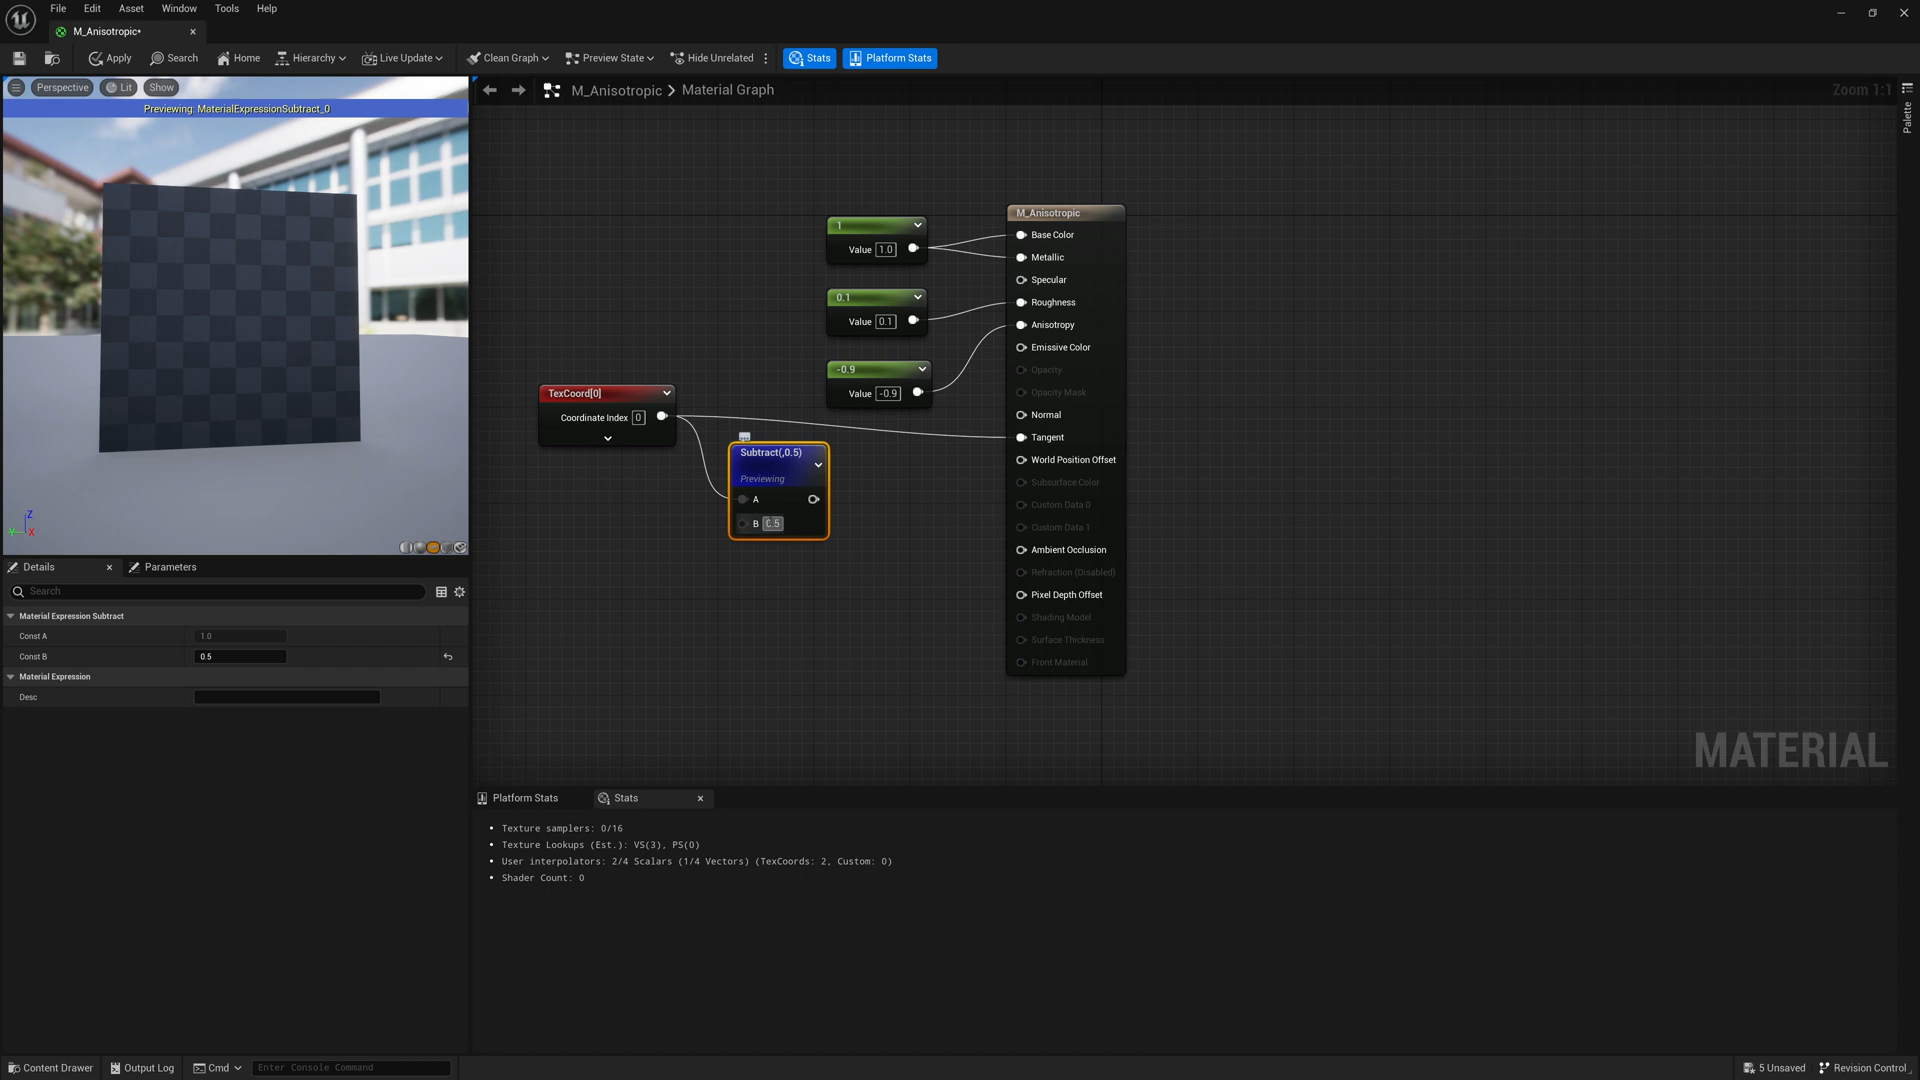 File Edit Asset Window Tools Help
M_Anisotropic*
Apply Search Home Hierarchy Live Update Clean Graph Preview State Hide Unrelated Stats Platform Stats
Perspective Lit Show
Previewing: MaterialExpressionSubtract_0
M_Anisotropic Material Graph
Zoom 1:1
Palette
1
Value 1.0
0.1
Value 0.1
-0.9
Value -0.9
TexCoord[0]
Coordinate Index 0
Subtract(,0.5)
Previewing
A
B 0.5
M_Anisotropic
Base Color
Metallic
Specular
Roughness
Anisotropy
Emissive Color
Opacity
Opacity Mask
Normal
Tangent
World Position Offset
Subsurface Color
Custom Data 0
Custom Data 1
Ambient Occlusion
Refraction (Disabled)
Pixel Depth Offset
Shading Model
Surface Thickness
Front Material
MATERIAL
Z
Y X
Details Parameters
Search
Material Expression Subtract
Const A 1.0
Const B 0.5
Material Expression
Desc
Platform Stats Stats
• Texture samplers: 0/16
• Texture Lookups (Est.): VS(3), PS(0)
• User interpolators: 2/4 Scalars (1/4 Vectors) (TexCoords: 2, Custom: 0)
• Shader Count: 0
Content Drawer Output Log Cmd Enter Console Command 5 Unsaved Revision Control